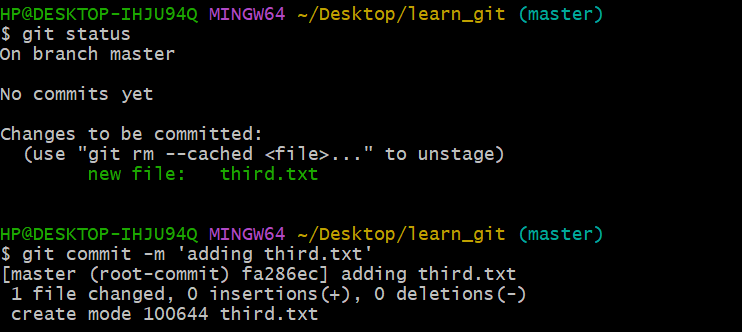 HP@DESKTOP-IHJU94Q MINGW64 ~/Desktop/learn_git (master)
$ git status
On branch master
No commits yet
Changes to be committed:
  (use "git rm --cached <file>..." to unstage)
        new file:   third.txt
HP@DESKTOP-IHJU94Q MINGW64 ~/Desktop/learn_git (master)
$ git commit -m 'adding third.txt'
[master (root-commit) fa286ec] adding third.txt
 1 file changed, 0 insertions(+), 0 deletions(-)
 create mode 100644 third.txt